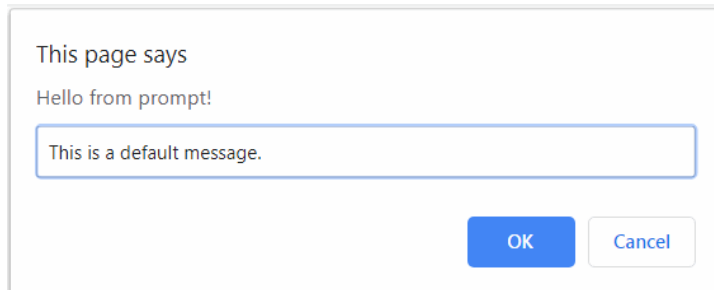 This page says
Hello from prompt!
This is a default message.
OK Cancel